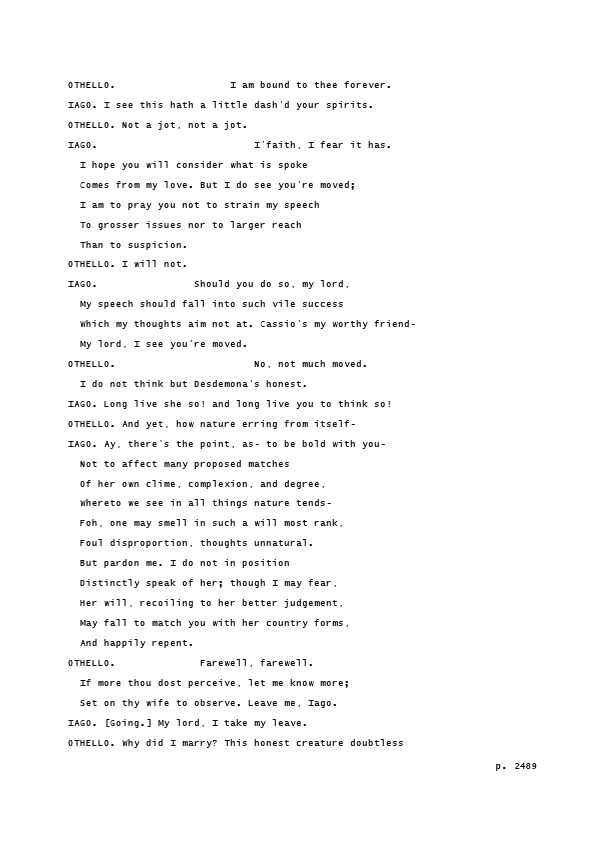 OTHELLO.                   I am bound to thee forever.
IAGO. I see this hath a little dash'd your spirits.
OTHELLO. Not a jot, not a jot.
IAGO.                          I'faith, I fear it has.
  I hope you will consider what is spoke
  Comes from my love. But I do see you're moved;
  I am to pray you not to strain my speech
  To grosser issues nor to larger reach
  Than to suspicion.
OTHELLO. I will not.
IAGO.                Should you do so, my lord,
  My speech should fall into such vile success
  Which my thoughts aim not at. Cassio's my worthy friend-
  My lord, I see you're moved.
OTHELLO.                       No, not much moved.
  I do not think but Desdemona's honest.
IAGO. Long live she so! and long live you to think so!
OTHELLO. And yet, how nature erring from itself-
IAGO. Ay, there's the point, as- to be bold with you-
  Not to affect many proposed matches
  Of her own clime, complexion, and degree,
  Whereto we see in all things nature tends-
  Foh, one may smell in such a will most rank,
  Foul disproportion, thoughts unnatural.
  But pardon me. I do not in position
  Distinctly speak of her; though I may fear,
  Her will, recoiling to her better judgement,
  May fall to match you with her country forms,
  And happily repent.
OTHELLO.              Farewell, farewell.
  If more thou dost perceive, let me know more;
  Set on thy wife to observe. Leave me, Iago.
IAGO. [Going.] My lord, I take my leave.
OTHELLO. Why did I marry? This honest creature doubtless
p. 2489